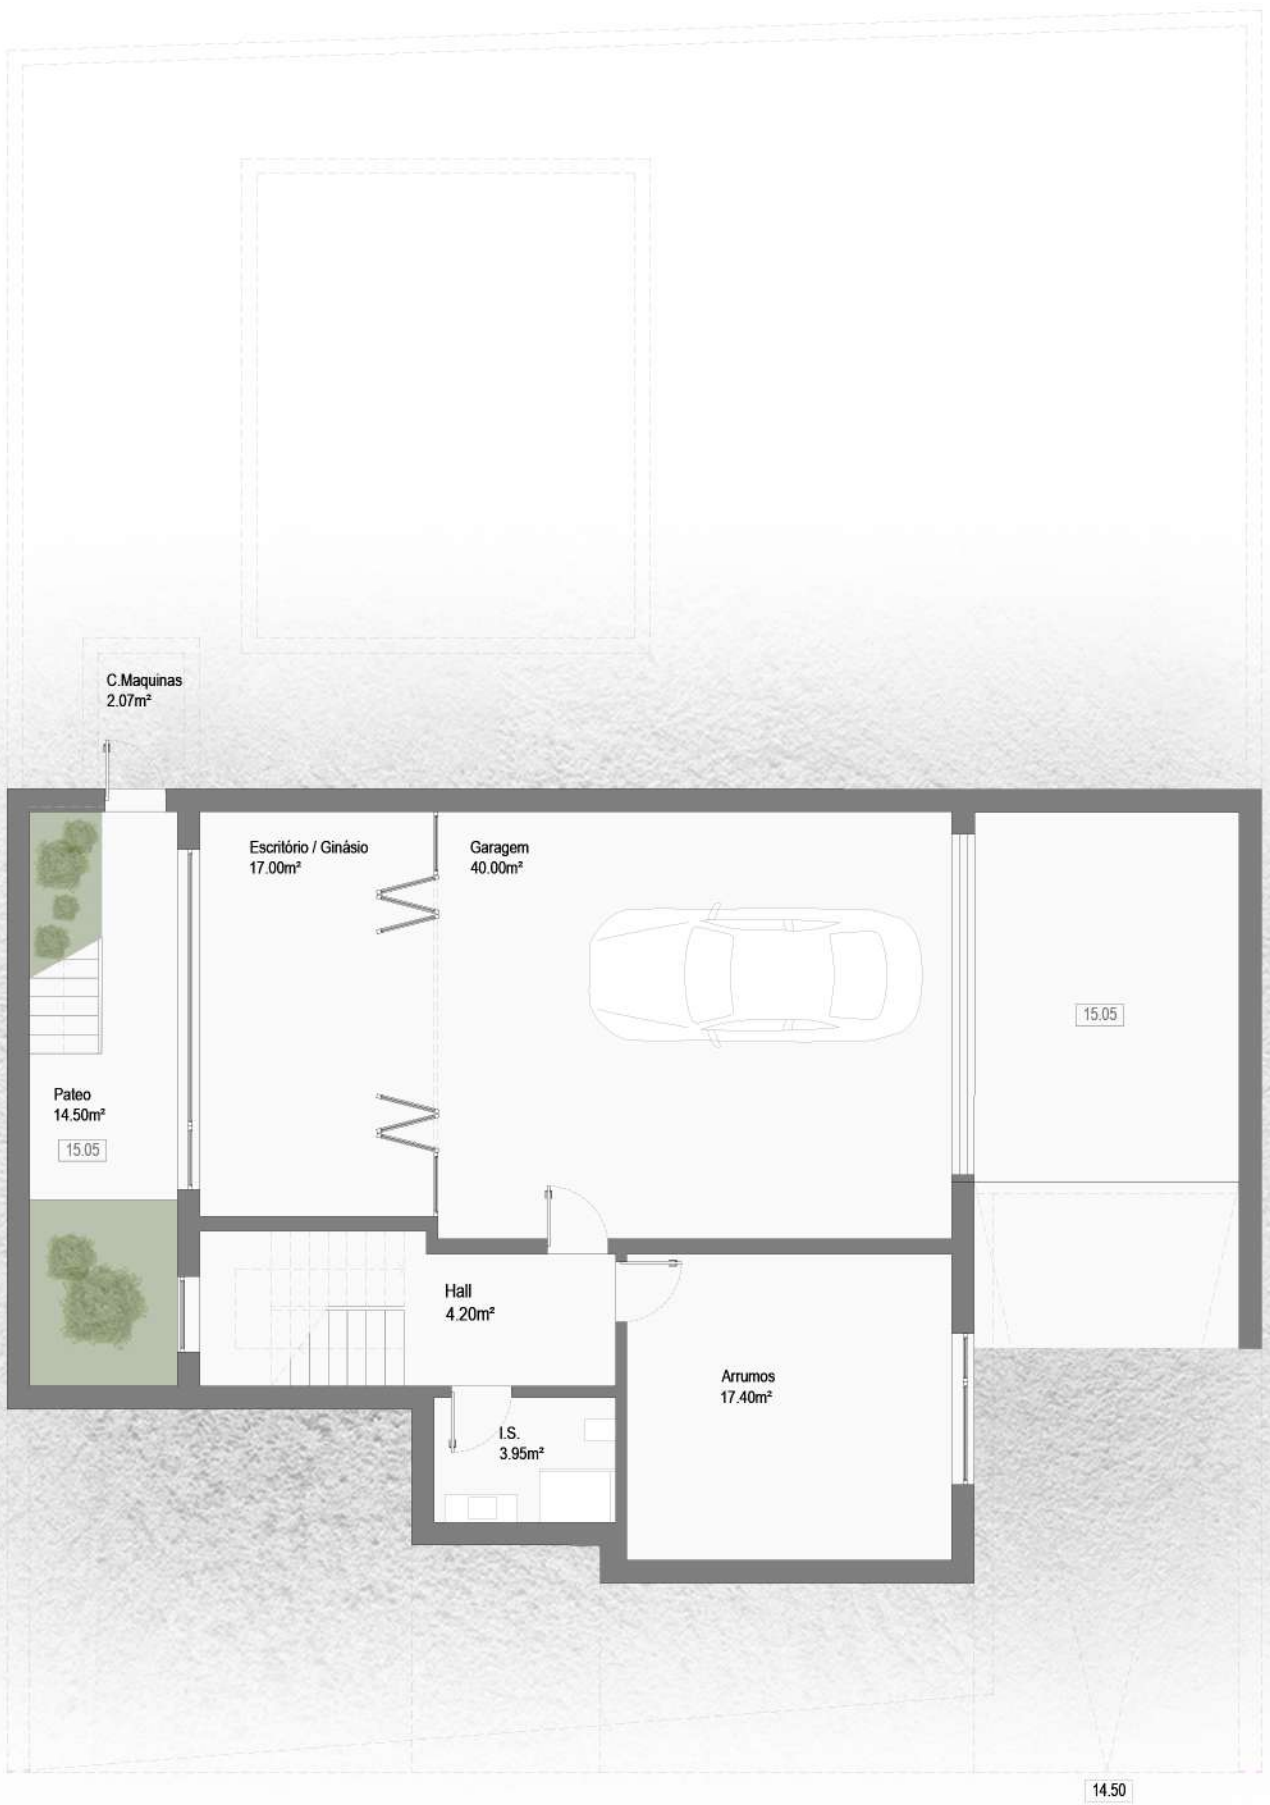 C.Maquinas
2.07m²
Escritório / Ginásio
17.00m²
Garagem
40.00m²
15.05
Pateo
14.50m²
15.05
Hall
4.20m²
Arrumos
17.40m²
I.S.
3.95m²
14.50